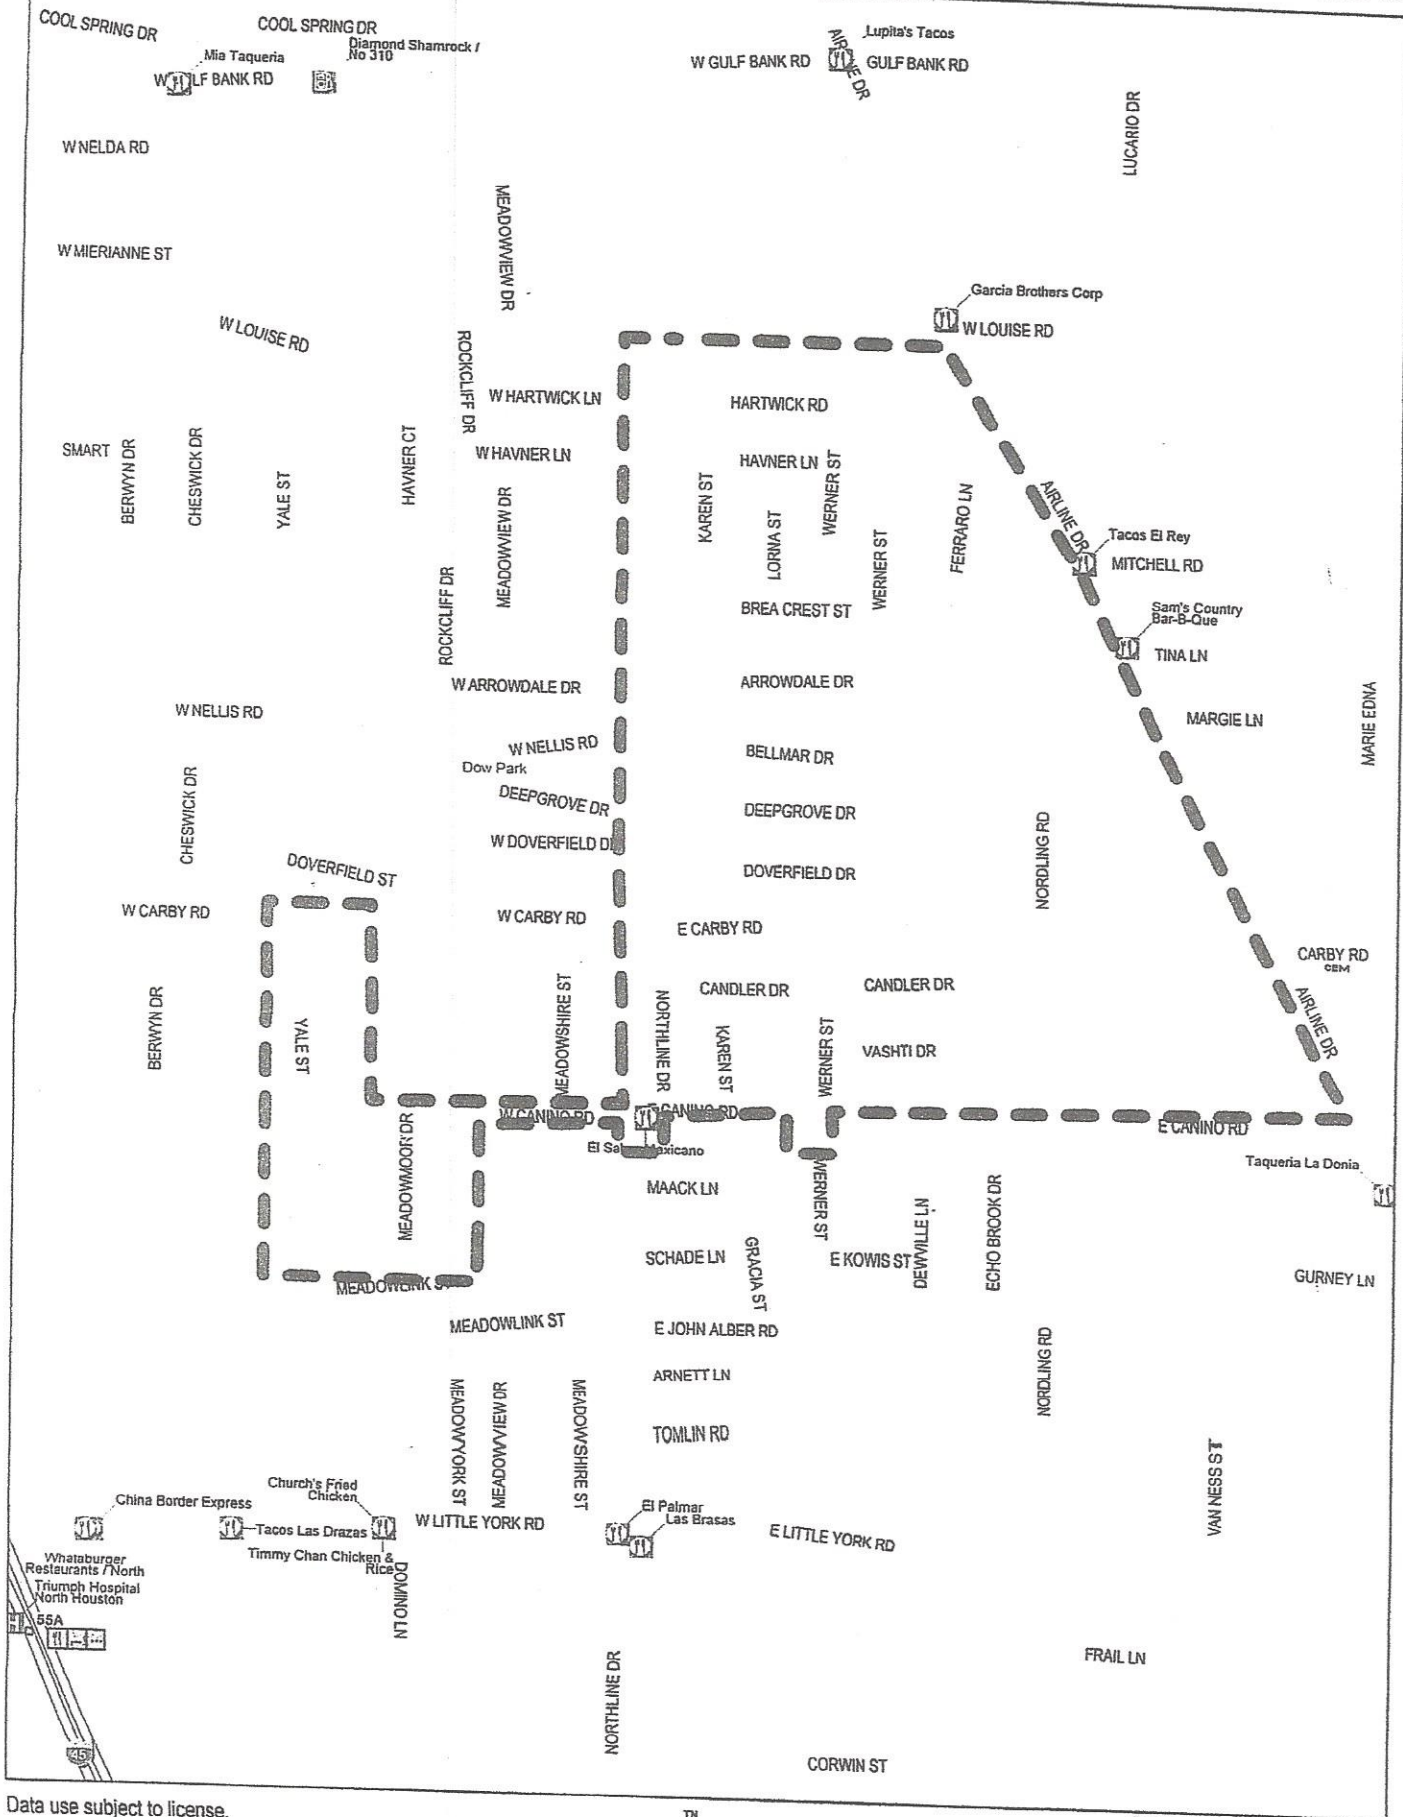 COOL SPRING DR
COOL SPRING DR
Mia Taqueria
Diamond Shamrock /
No 310
Lupita's Tacos
W GULF BANK RD
GULF BANK RD
AIRLINE DR
LF BANK RD
W NELDA RD
LUCARIO DR
MEADOWVIEW DR
W MIERIANNE ST
Garcia Brothers Corp
W LOUISE RD
W LOUISE RD
ROCKCLIFF DR
W HARTWICK LN
HARTWICK RD
SMART
BERWYN DR
CHESWICK DR
YALE ST
HAVNER CT
W HAVNER LN
HAVNER LN
WERNER ST
KAREN ST
LORNA ST
WERNER ST
FERRARO LN
AIRLINE DR
Tacos El Rey
MITCHELL RD
MEADOWVIEW DR
ROCKCLIFF DR
BREA CREST ST
Sam's Country
Bar-B-Que
TINA LN
W ARROWDALE DR
ARROWDALE DR
W NELLIS RD
MARGIE LN
MARIE EDNA
W NELLIS RD
Dow Park
BELLMAR DR
CHESWICK DR
DEEPGROVE DR
DEEPGROVE DR
W DOVERFIELD D
DOVERFIELD DR
NORDLING RD
DOVERFIELD ST
W CARBY RD
W CARBY RD
E CARBY RD
CARBY RD
CEM
BERWYN DR
YALE ST
MEADOWSHIRE ST
NORTHLINE DR
CANDLER DR
CANDLER DR
KAREN ST
WERNER ST
VASHTI DR
AIRLINE DR
W CANINO RD
E CANINO RD
E CANINO RD
MEADOWMOOR DR
El Sa Mexicano
Taqueria La Donia
MAACK LN
WERNER ST
DEWVILLE LN
ECHO BROOK DR
SCHADE LN
GRACIA ST
E KOWIS ST
GURNEY LN
MEADOWLINK ST
MEADOWLINK ST
E JOHN ALBER RD
ARNETT LN
NORDLING RD
MEADOWYORK ST
MEADOWVIEW DR
MEADOWSHIRE ST
TOMLIN RD
VAN NESS ST
China Border Express
Church's Fried
Chicken
Tacos Las Drazas
W LITTLE YORK RD
El Palmar
Las Brasas
E LITTLE YORK RD
Timmy Chan Chicken &
Rice
DOMINO LN
Whataburger
Restaurants / North
Triumph Hospital
North Houston
55A
H
NORTHLINE DR
FRAIL LN
45
CORWIN ST
Data use subject to license.
TN